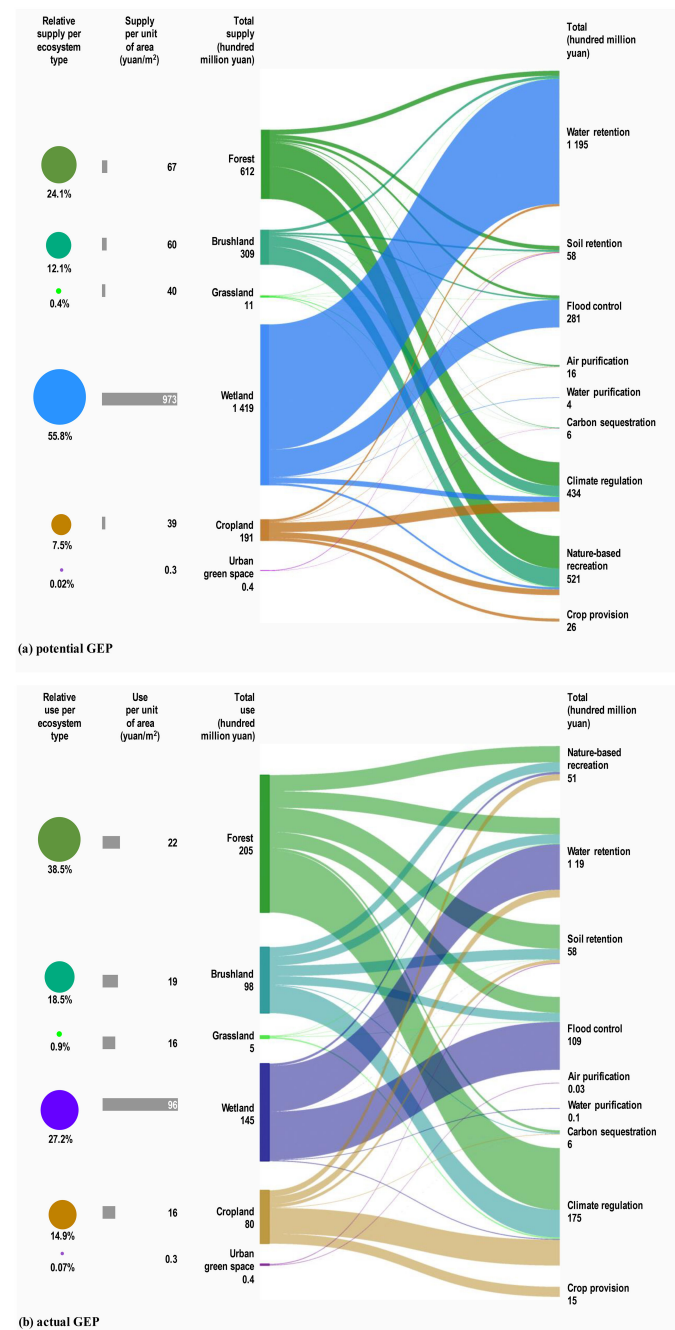 Relative
supply per
ecosystem
type
Supply
per unit
of area
(yuan/m²)
Total
supply
(hundred
million yuan)
Total
(hundred million
yuan)
24.1%
67
Forest
612
12.1%
60
Brushland
309
0.4%
40
Grassland
11
55.8%
973
Wetland
1 419
7.5%
39
Cropland
191
0.02%
0.3
Urban
green space
0.4
Water retention
1 195
Soil retention
58
Flood control
281
Air purification
16
Water purification
4
Carbon sequestration
6
Climate regulation
434
Nature-based
recreation
521
Crop provision
26
(a) potential GEP
Relative
use per
ecosystem
type
Use
per unit
of area
(yuan/m²)
Total
use
(hundred
million yuan)
Total
(hundred million
yuan)
38.5%
22
Forest
205
18.5%
19
Brushland
98
0.9%
16
Grassland
5
27.2%
96
Wetland
145
14.9%
16
Cropland
80
0.07%
0.3
Urban
green space
0.4
Nature-based
recreation
51
Water retention
1 19
Soil retention
58
Flood control
109
Air purification
0.03
Water purification
0.1
Carbon sequestration
6
Climate regulation
175
Crop provision
15
(b) actual GEP